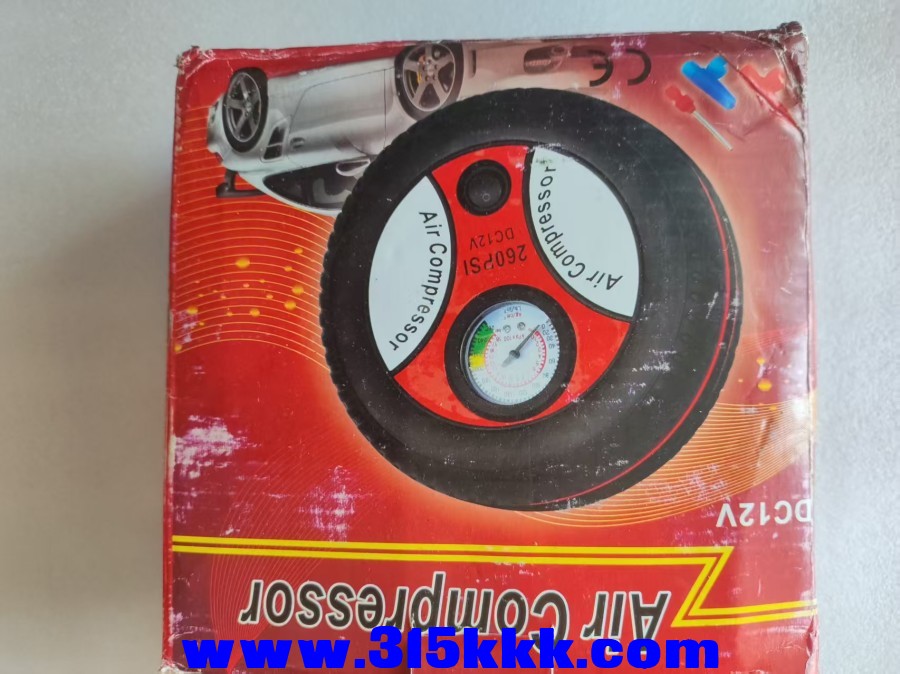 Air Compressor
DC12V
260PSI
DC12V
Air Compressor
Air Compressor
CE
www.315kkk.com